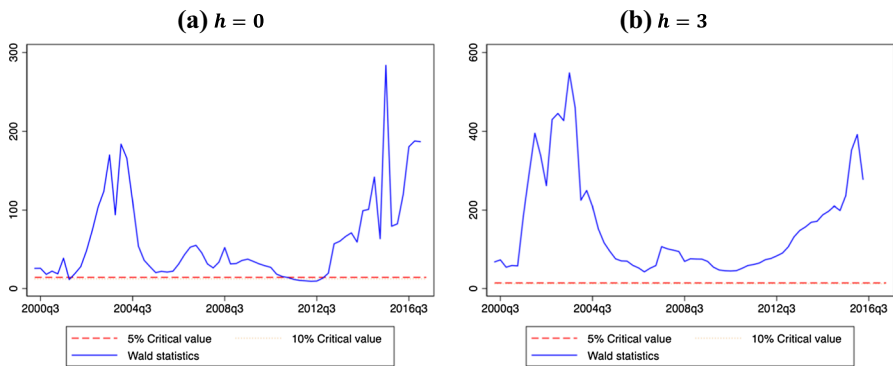 (a) h = 0
300
200
100
0
2000q3 2004q3 2008q3 2012q3 2016q3
5% Critical value 10% Critical value
Wald statistics
(b) h = 3
600
400
200
0
2000q3 2004q3 2008q3 2012q3 2016q3
5% Critical value 10% Critical value
Wald statistics